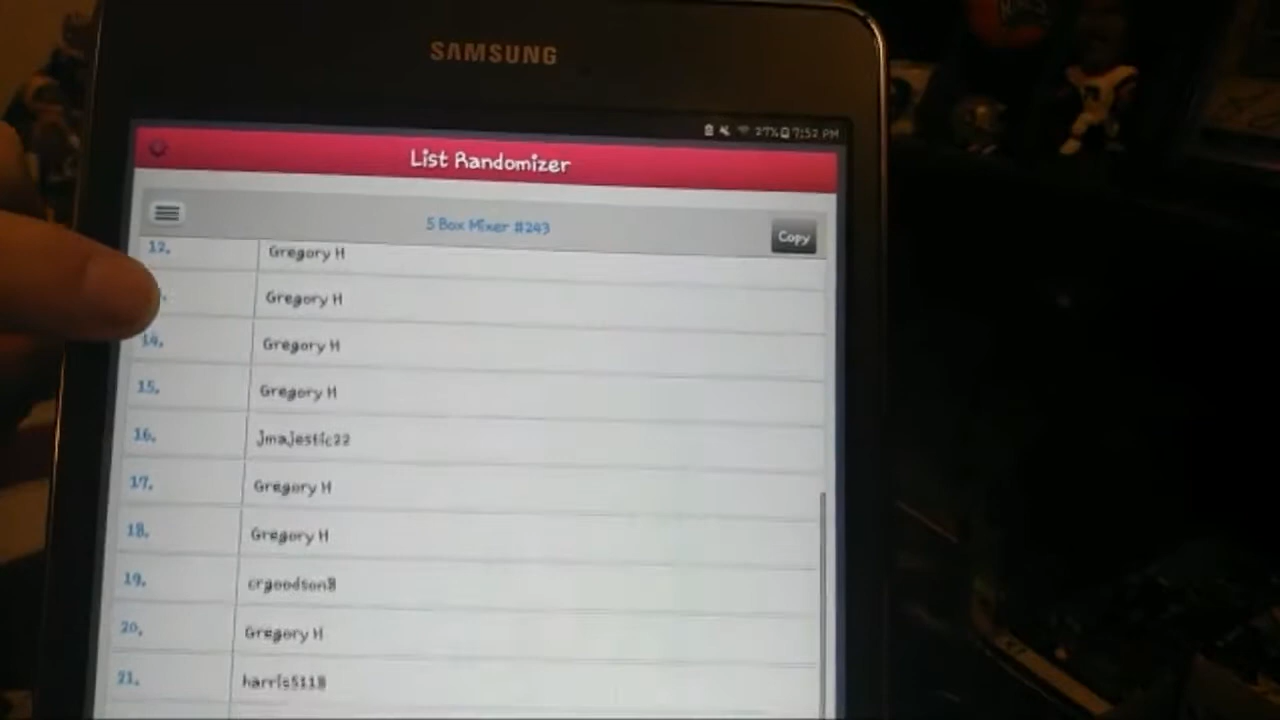 SAMSUNG
27% 7:52 PM
List Randomizer
5 Box Mixer #243
Copy
12. Gregory H
Gregory H
14. Gregory H
15. Gregory H
16. Jmajestic22
17. Gregory H
18. Gregory H
19. crgoodson8
20. Gregory H
21. harris5118